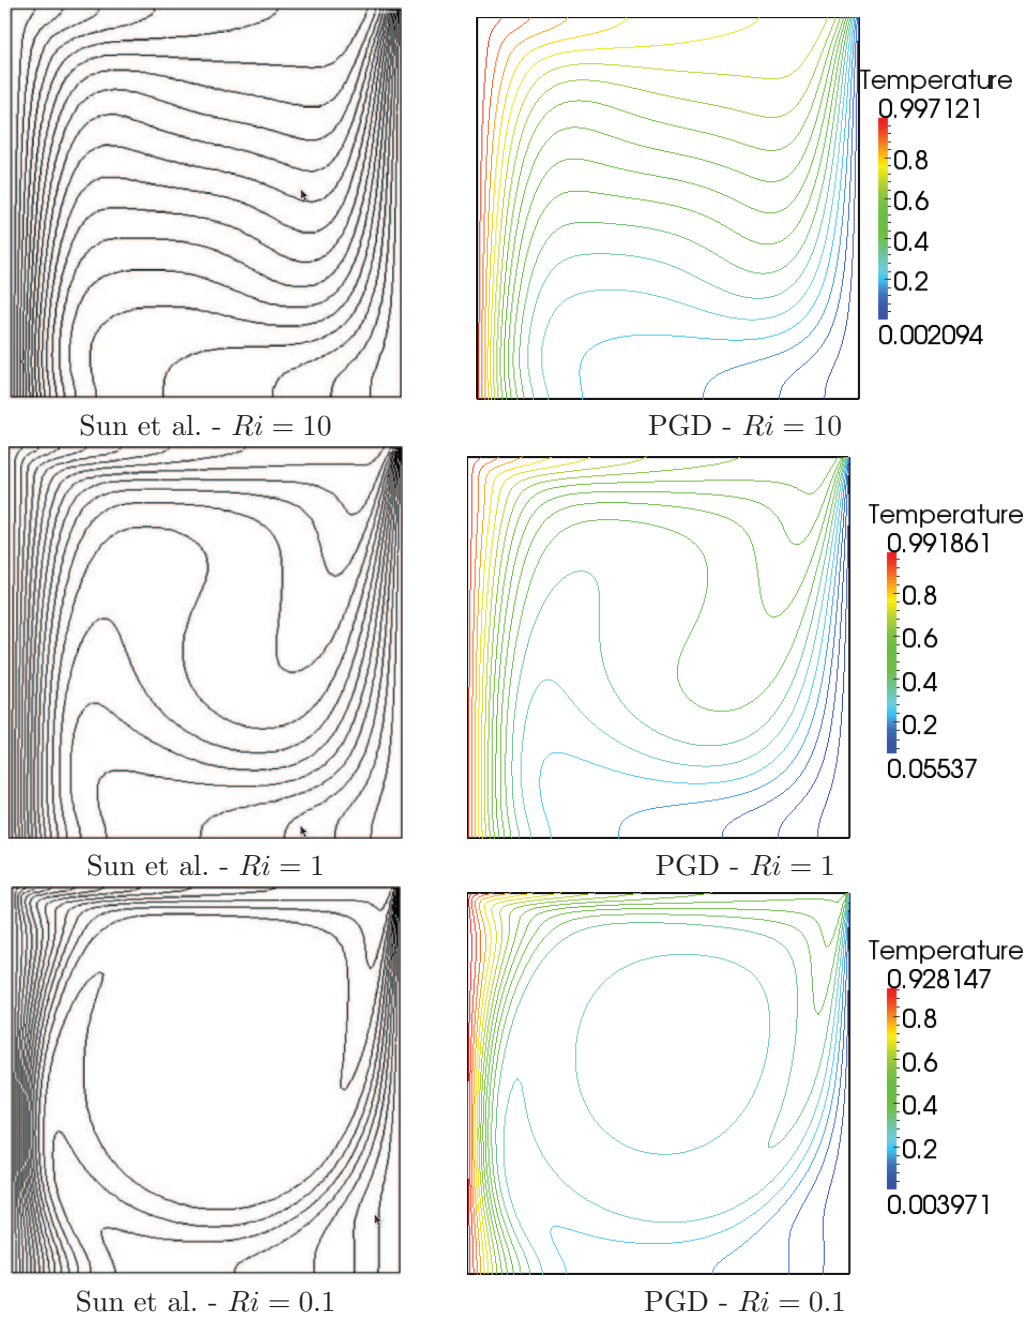 Temperature
0.997121
0.8
0.6
0.4
0.2
0.002094
Sun et al. - Ri = 10
PGD - Ri = 10
Temperature
0.991861
0.8
0.6
0.4
0.2
0.05537
Sun et al. - Ri = 1
PGD - Ri = 1
Temperature
0.928147
0.8
0.6
0.4
0.2
0.003971
Sun et al. - Ri = 0.1
PGD - Ri = 0.1